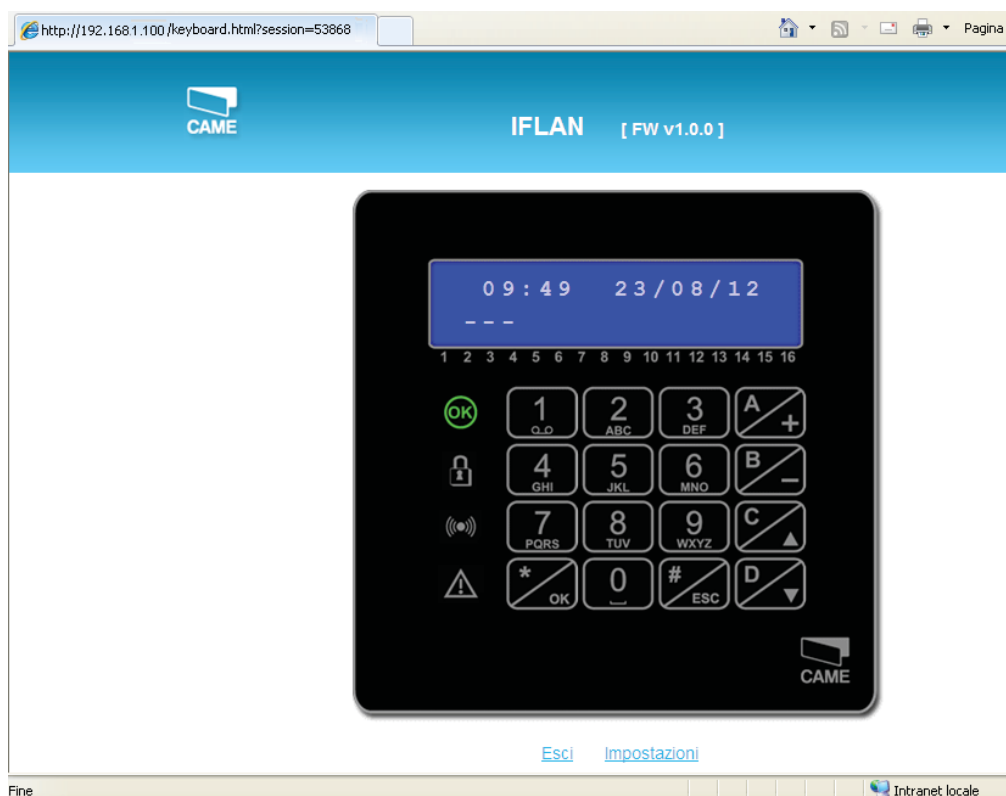 http://192.168.1.100/keyboard.html?session=53868
Pagina
CAME
IFLAN [ FW v1.0.0 ]
09:49 23/08/12
---
1 2 3 4 5 6 7 8 9 10 11 12 13 14 15 16
OK 1 2 ABC 3 DEF A +
4 GHI 5 JKL 6 MNO B −
7 PQRS 8 TUV 9 WXYZ C
* OK 0 # ESC D
CAME
Esci Impostazioni
Fine Intranet locale